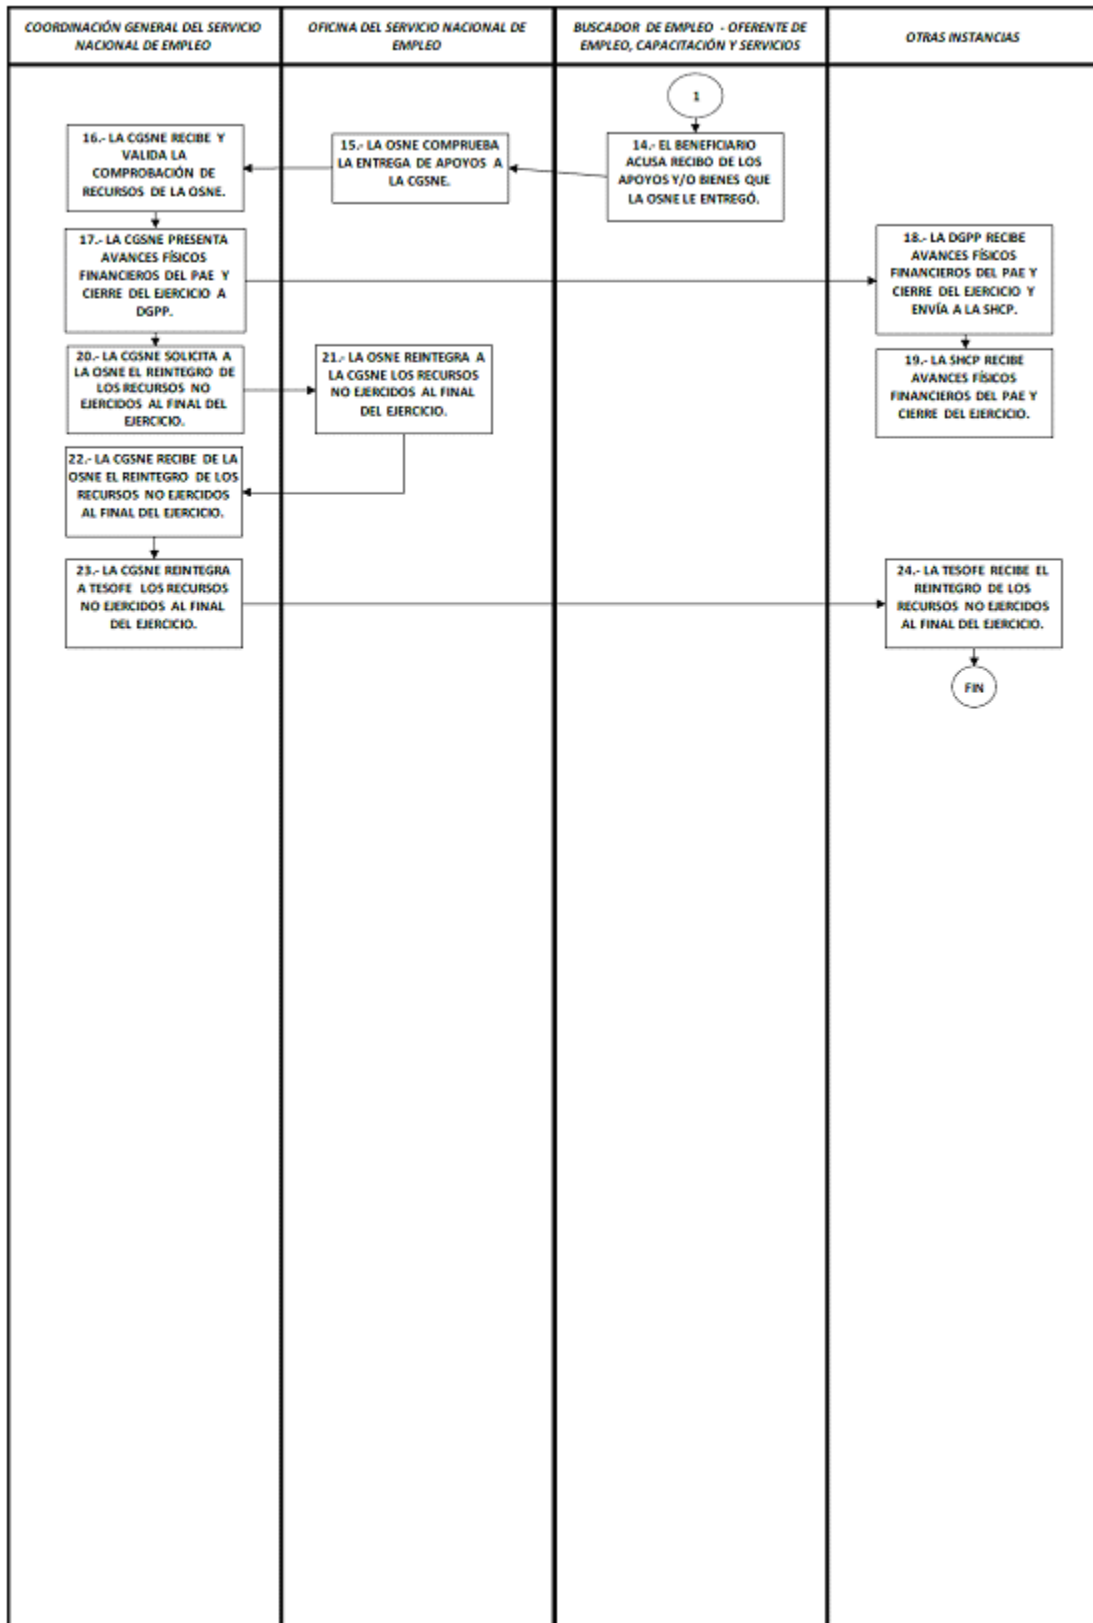 COORDINACIÓN GENERAL DEL SERVICIO
NACIONAL DE EMPLEO
OFICINA DEL SERVICIO NACIONAL DE
EMPLEO
BUSCADOR DE EMPLEO - OFERENTE DE
EMPLEO, CAPACITACIÓN Y SERVICIOS
OTRAS INSTANCIAS
1
14.- EL BENEFICIARIO
ACUSA RECIBO DE LOS
APOYOS Y/O BIENES QUE
LA OSNE LE ENTREGÓ.
15.- LA OSNE COMPRUEBA
LA ENTREGA DE APOYOS A
LA CGSNE.
16.- LA CGSNE RECIBE Y
VALIDA LA
COMPROBACIÓN DE
RECURSOS DE LA OSNE.
17.- LA CGSNE PRESENTA
AVANCES FÍSICOS
FINANCIEROS DEL PAE Y
CIERRE DEL EJERCICIO A
DGPP.
18.- LA DGPP RECIBE
AVANCES FÍSICOS
FINANCIEROS DEL PAE Y
CIERRE DEL EJERCICIO Y
ENVÍA A LA SHCP.
19.- LA SHCP RECIBE
AVANCES FÍSICOS
FINANCIEROS DEL PAE Y
CIERRE DEL EJERCICIO.
20.- LA CGSNE SOLICITA A
LA OSNE EL REINTEGRO DE
LOS RECURSOS NO
EJERCIDOS AL FINAL DEL
EJERCICIO.
21.- LA OSNE REINTEGRA A
LA CGSNE LOS RECURSOS
NO EJERCIDOS AL FINAL
DEL EJERCICIO.
22.- LA CGSNE RECIBE DE LA
OSNE EL REINTEGRO DE LOS
RECURSOS NO EJERCIDOS
AL FINAL DEL EJERCICIO.
23.- LA CGSNE REINTEGRA
A TESOFE LOS RECURSOS
NO EJERCIDOS AL FINAL
DEL EJERCICIO.
24.- LA TESOFE RECIBE EL
REINTEGRO DE LOS
RECURSOS NO EJERCIDOS
AL FINAL DEL EJERCICIO.
FIN